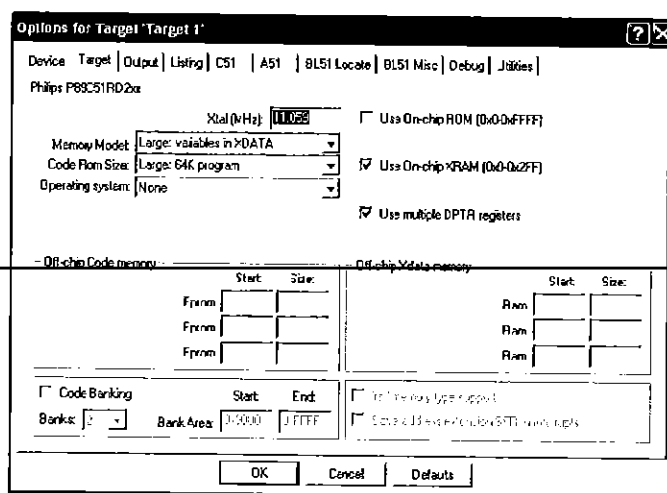 Options for Target 'Target 1'
Device Target Output Listing C51 A51 BL51 Locate BL51 Misc Debug Utilities
Philips P89C51RD2xx
Xtal (MHz): 11.059
Use On-chip ROM (0x0-0xFFFF)
Memory Model: Large: variables in XDATA
Code Rom Size: Large: 64K program
Use On-chip XRAM (0x0-0x2FF)
Operating system: None
Use multiple DPTR registers
Off-chip Code memory
Off-chip Xdata memory
Start: Size:
Start: Size:
Eprom
Ram
Eprom
Ram
Eprom
Ram
Code Banking
Start: End:
Banks: 2
Bank Area: 0xFFFF
OK Cancel Defaults